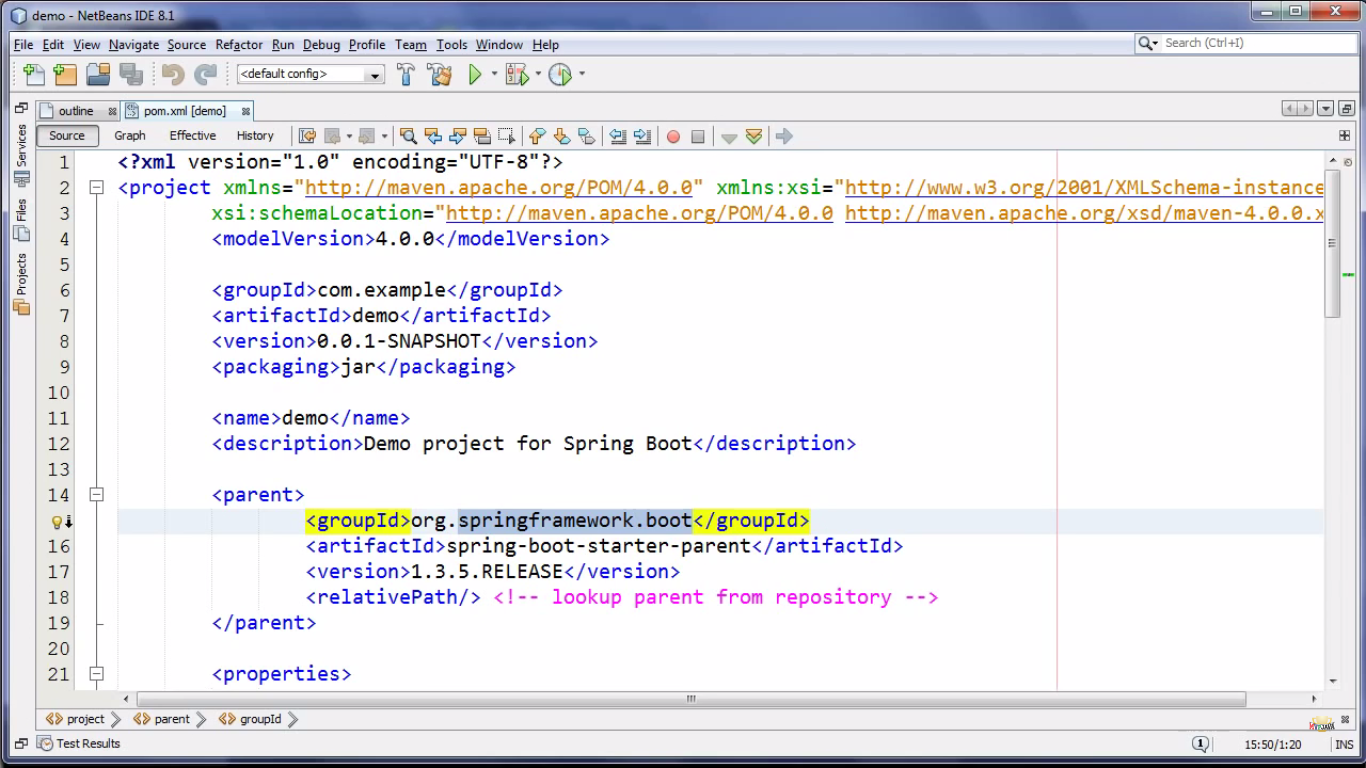 demo - NetBeans IDE 8.1
File Edit View Navigate Source Refactor Run Debug Profile Team Tools Window Help
Search (Ctrl+I)
<default config>
outline
pom.xml [demo]
Source Graph Effective History
Services
Files
Projects
1 <?xml version="1.0" encoding="UTF-8"?>
2 <project xmlns="http://maven.apache.org/POM/4.0.0" xmlns:xsi="http://www.w3.org/2001/XMLSchema-instance
3 xsi:schemaLocation="http://maven.apache.org/POM/4.0.0 http://maven.apache.org/xsd/maven-4.0.0.x
4 <modelVersion>4.0.0</modelVersion>
5
6 <groupId>com.example</groupId>
7 <artifactId>demo</artifactId>
8 <version>0.0.1-SNAPSHOT</version>
9 <packaging>jar</packaging>
10
11 <name>demo</name>
12 <description>Demo project for Spring Boot</description>
13
14 <parent>
<groupId>org.springframework.boot</groupId>
16 <artifactId>spring-boot-starter-parent</artifactId>
17 <version>1.3.5.RELEASE</version>
18 <relativePath/> <!-- lookup parent from repository -->
19 </parent>
20
21 <properties>
project parent groupId
Test Results
1
15:50/1:20 INS